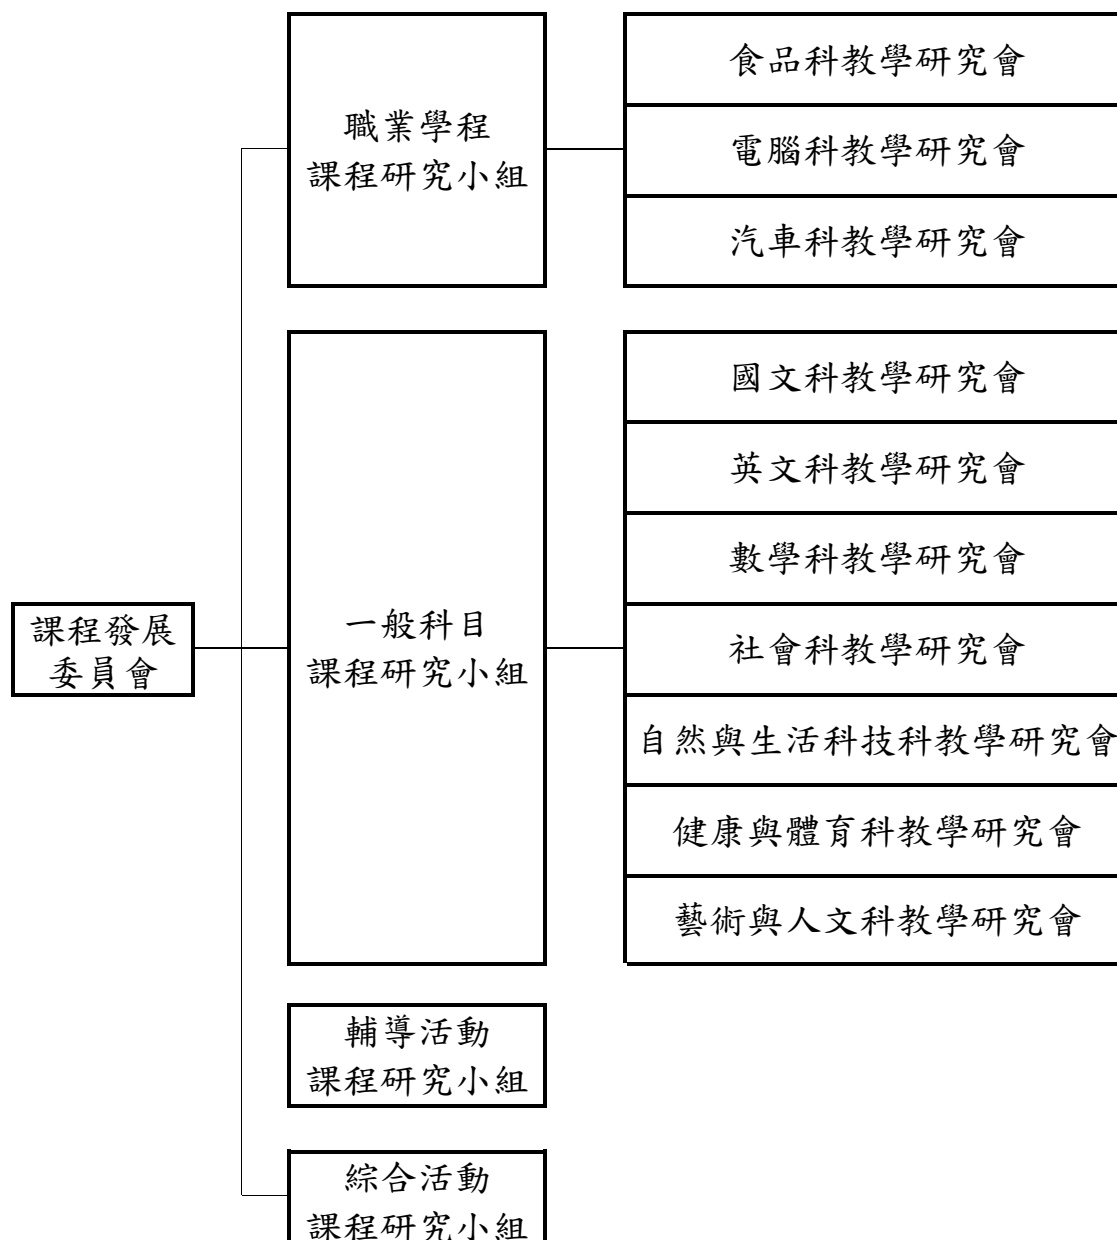 課程發展
委員會
職業學程
課程研究小組
食品科教學研究會
電腦科教學研究會
汽車科教學研究會
一般科目
課程研究小組
國文科教學研究會
英文科教學研究會
數學科教學研究會
社會科教學研究會
自然與生活科技科教學研究會
健康與體育科教學研究會
藝術與人文科教學研究會
輔導活動
課程研究小組
綜合活動
課程研究小組